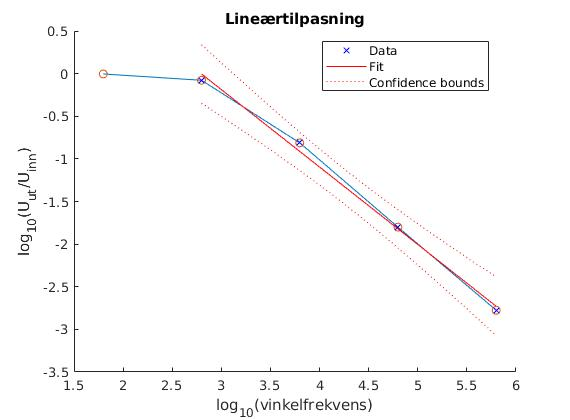 Lineærtilpasning
Data
Fit
Confidence bounds
0.5
0
-0.5
-1
-1.5
-2
-2.5
-3
-3.5
log10(Uut/Uinn)
1.5 2 2.5 3 3.5 4 4.5 5 5.5 6
log10(vinkelfrekvens)